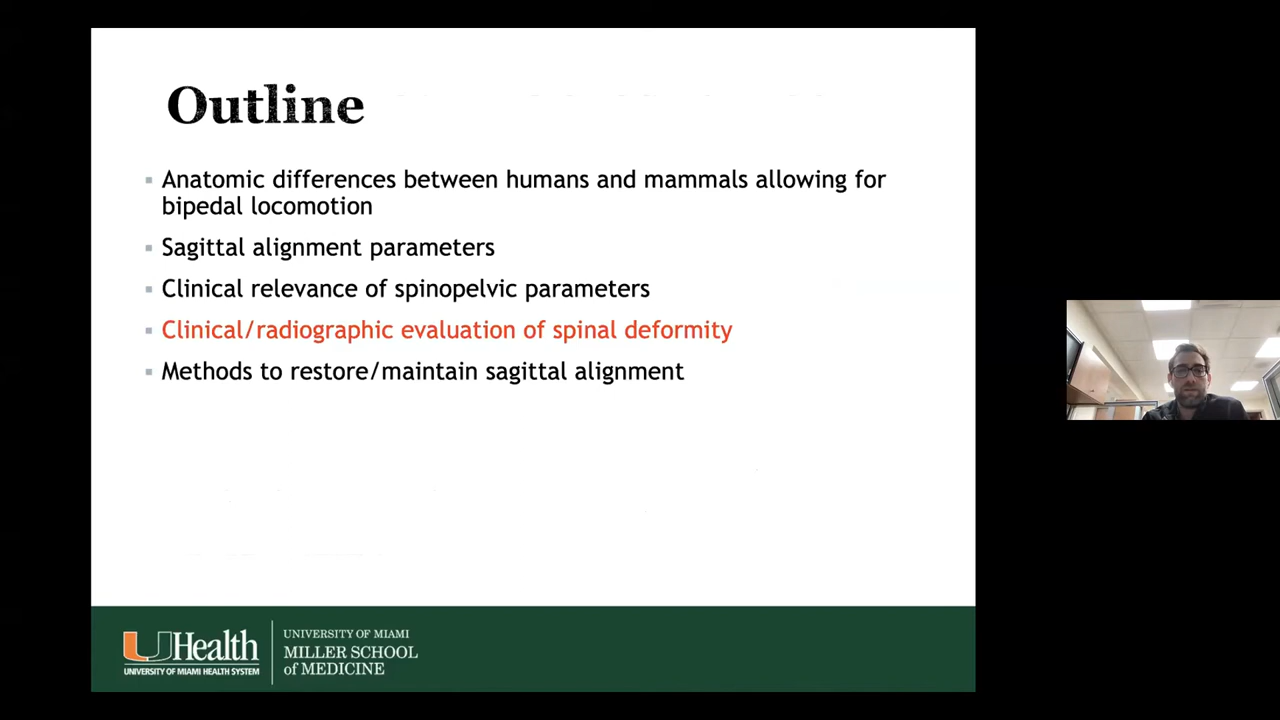 Outline
Anatomic differences between humans and mammals allowing for
bipedal locomotion
Sagittal alignment parameters
Clinical relevance of spinopelvic parameters
Clinical/radiographic evaluation of spinal deformity
Methods to restore/maintain sagittal alignment
UHealth
UNIVERSITY OF MIAMI HEALTH SYSTEM
UNIVERSITY OF MIAMI
MILLER SCHOOL
of MEDICINE